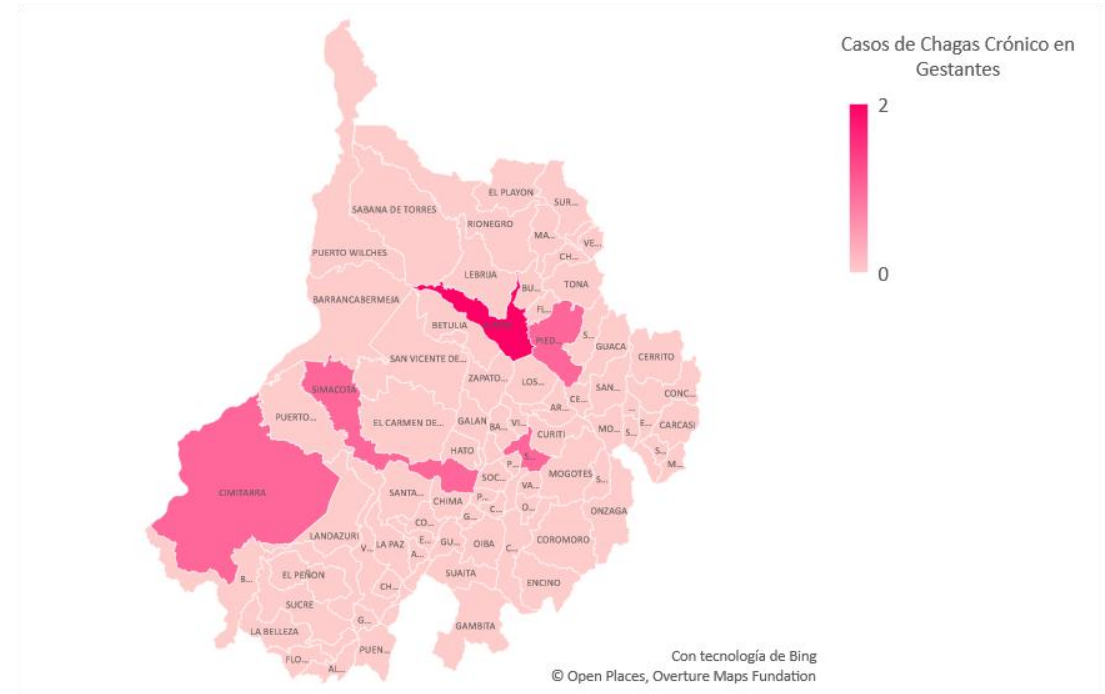 Casos de Chagas Crónico en
Gestantes
2
0
EL PLAYON
SUR...
SABANA DE TORRES
RIONEGRO
MA...
VE...
PUERTO WILCHES
CH...
LEBRIJA
BU...
TONA
BARRANCABERMEJA
FL...
BETULIA
PIED...
S...
GUACA
CERRITO
SAN VICENTE DE...
ZAPATO...
LOS...
SIMACOTA
SAN...
CONC...
CE...
AR...
...
PUERTO...
EL CARMEN DE...
GALAN
BA...
VI...
CURITI
MO...
S...
E...
CARCASI
HATO
P...
S...
S...
M...
SOC...
MOGOTES
S...
CIMITARRA
SANTA...
CHIMA
P...
VA...
G...
C...
O...
ONZAGA
CO...
LANDAZURI
V...
LA PAZ
E...
A...
GU...
OIBA
C...
COROMORO
B...
EL PEÑON
CH...
SUAITA
ENCINO
SUCRE
LA BELLEZA
G...
GAMBITA
PUEN...
FLO...
AL...
Con tecnología de Bing
© Open Places, Overture Maps Fundation